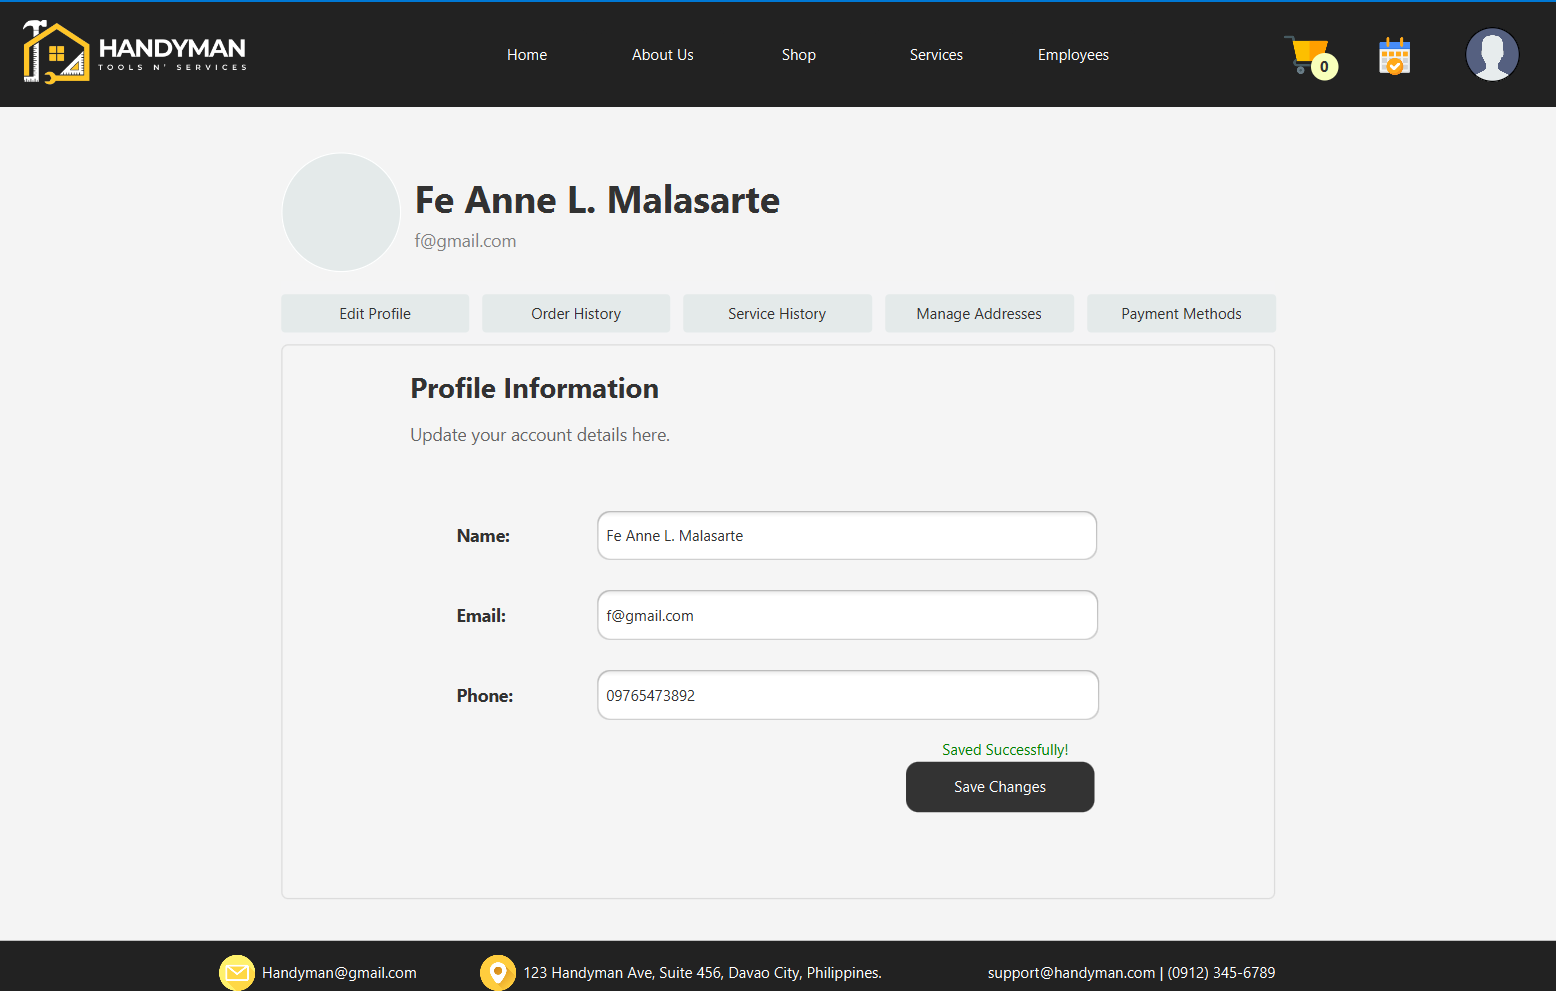 HANDYMAN
TOOLS N' SERVICES
Home About Us Shop Services Employees
0
Fe Anne L. Malasarte
f@gmail.com
Edit Profile Order History Service History Manage Addresses Payment Methods
Profile Information
Update your account details here.
Name: Fe Anne L. Malasarte
Email: f@gmail.com
Phone: 09765473892
Saved Successfully!
Save Changes
Handyman@gmail.com 123 Handyman Ave, Suite 456, Davao City, Philippines. support@handyman.com | (0912) 345-6789